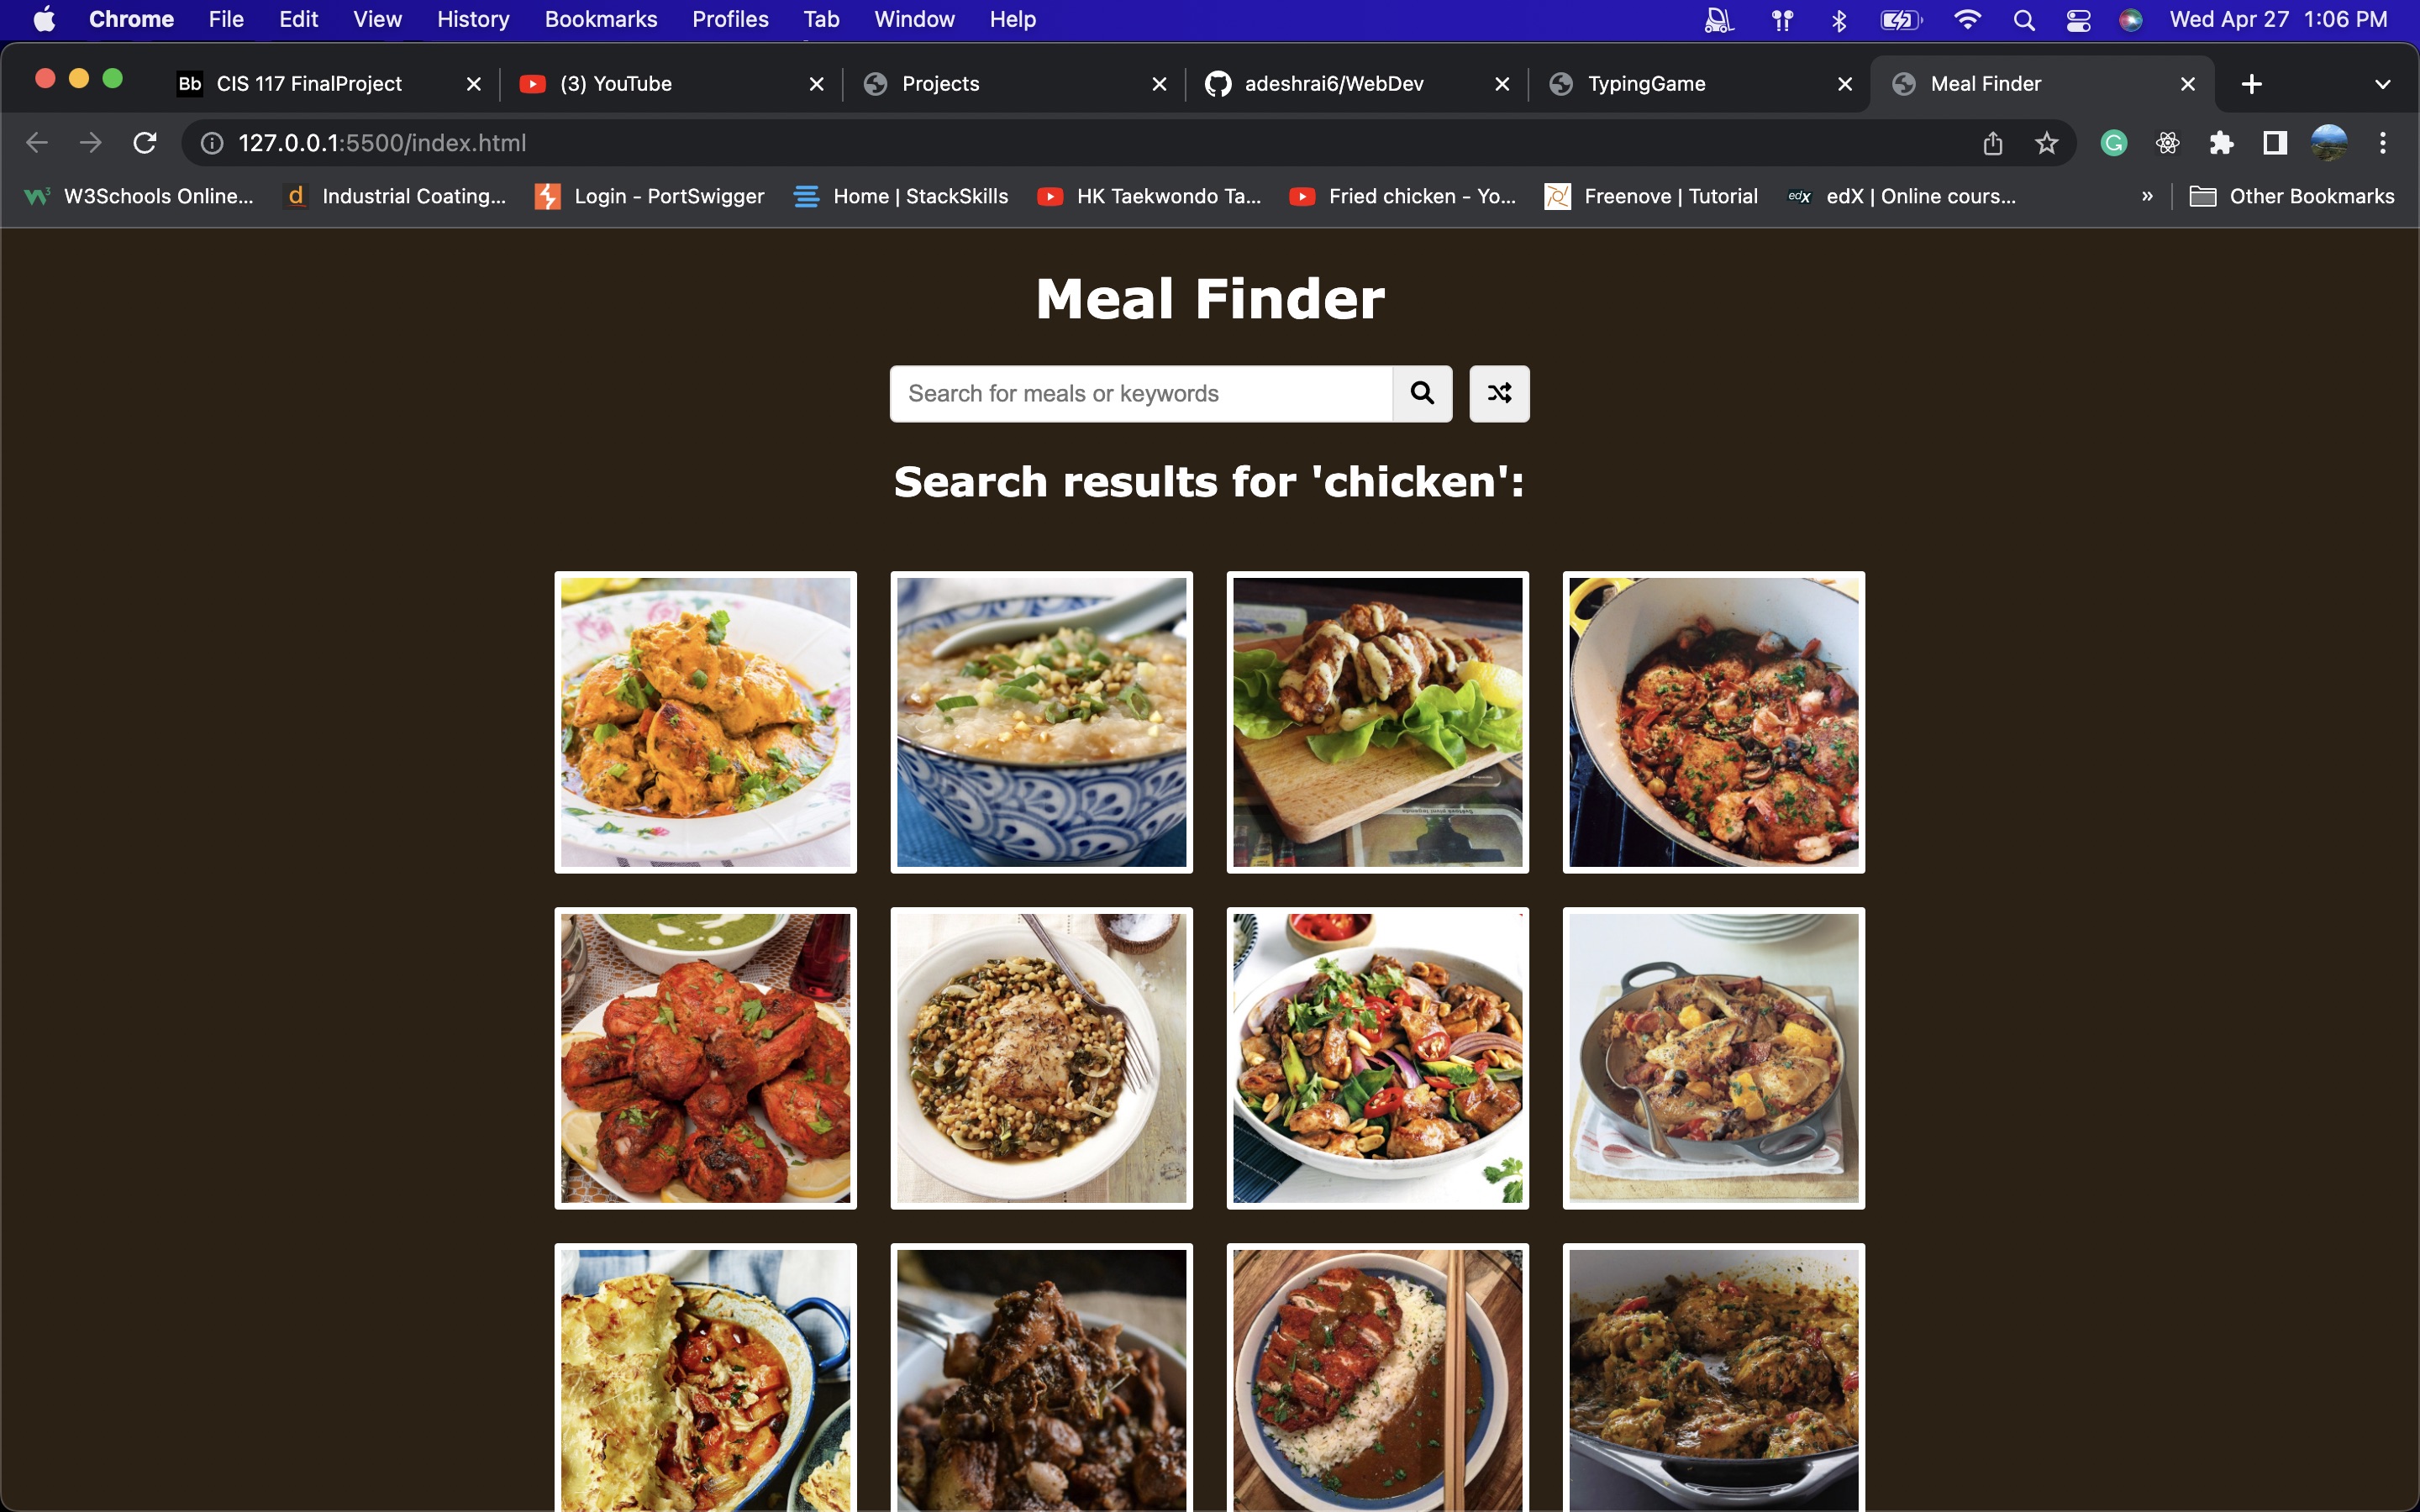 Chrome File Edit View History Bookmarks Profiles Tab Window Help Wed Apr 27 1:06 PM
Bb CIS 117 FinalProject (3) YouTube Projects adeshrai6/WebDev TypingGame Meal Finder
127.0.0.1:5500/index.html
W3Schools Online... Industrial Coating... Login - PortSwigger Home | StackSkills HK Taekwondo Ta... Fried chicken - Yo... Freenove | Tutorial edX edX | Online cours... » Other Bookmarks
Meal Finder
Search for meals or keywords
Search results for 'chicken':